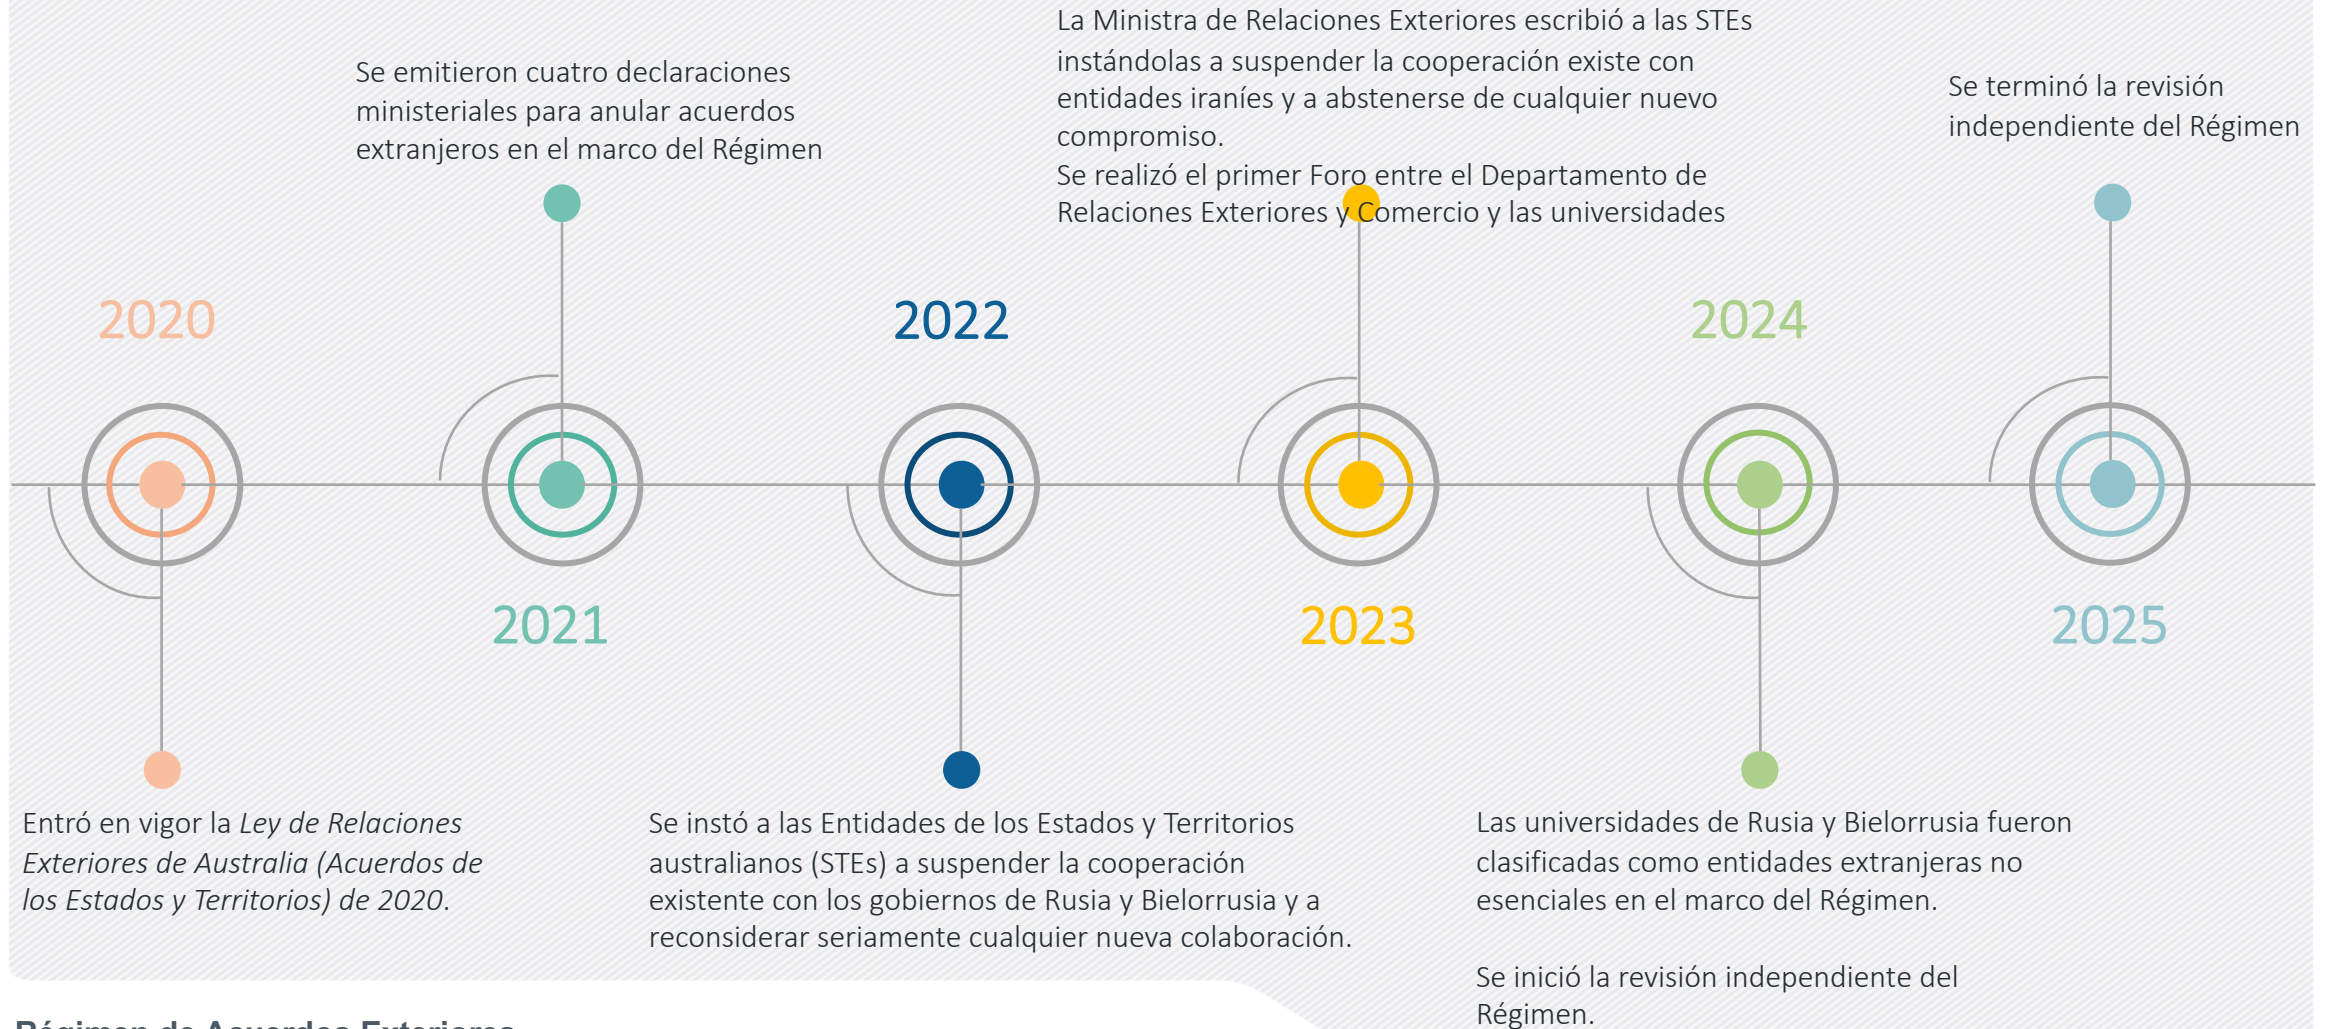 La Ministra de Relaciones Exteriores escribió a las STEs
instándolas a suspender la cooperación existe con
entidades iraníes y a abstenerse de cualquier nuevo
compromiso.
Se realizó el primer Foro entre el Departamento de
Relaciones Exteriores y Comercio y las universidades
Se emitieron cuatro declaraciones
ministeriales para anular acuerdos
extranjeros en el marco del Régimen
Se terminó la revisión
independiente del Régimen
2020
2022
2024
2021
2023
2025
Entró en vigor la Ley de Relaciones
Exteriores de Australia (Acuerdos de
los Estados y Territorios) de 2020.
Se instó a las Entidades de los Estados y Territorios
australianos (STEs) a suspender la cooperación
existente con los gobiernos de Rusia y Bielorrusia y a
reconsiderar seriamente cualquier nueva colaboración.
Las universidades de Rusia y Bielorrusia fueron
clasificadas como entidades extranjeras no
esenciales en el marco del Régimen.
Se inició la revisión independiente del
Régimen.
Régimen de Acuerdos Exteriores